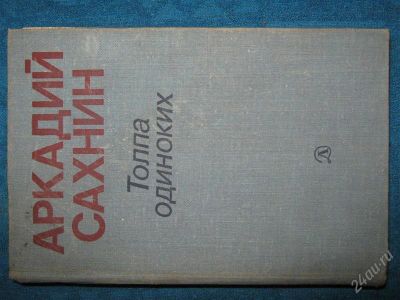 АРКАДИЙ
САХНИН
Толпа
одиноких
24au.ru